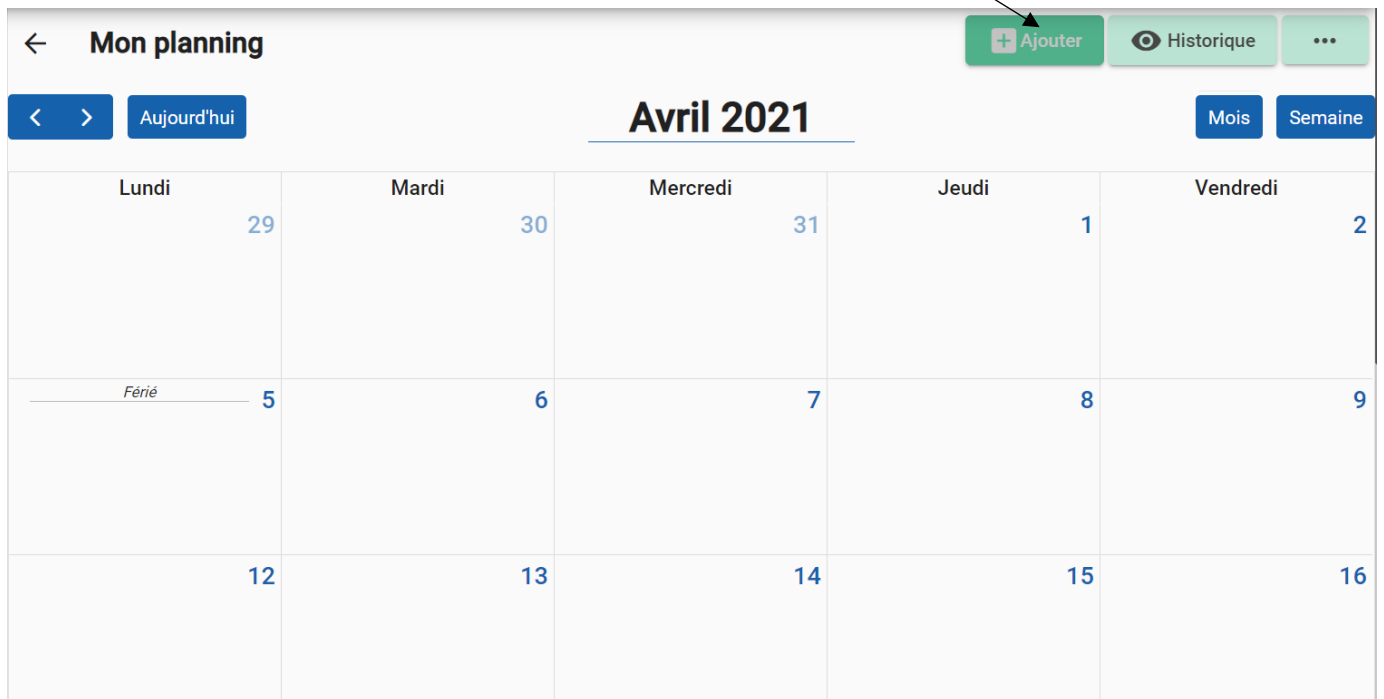 Mon planning
Ajouter
Historique
Aujourd'hui
Avril 2021
Mois
Semaine
Lundi Mardi Mercredi Jeudi Vendredi
29 30 31 1 2
Férié
5 6 7 8 9
12 13 14 15 16